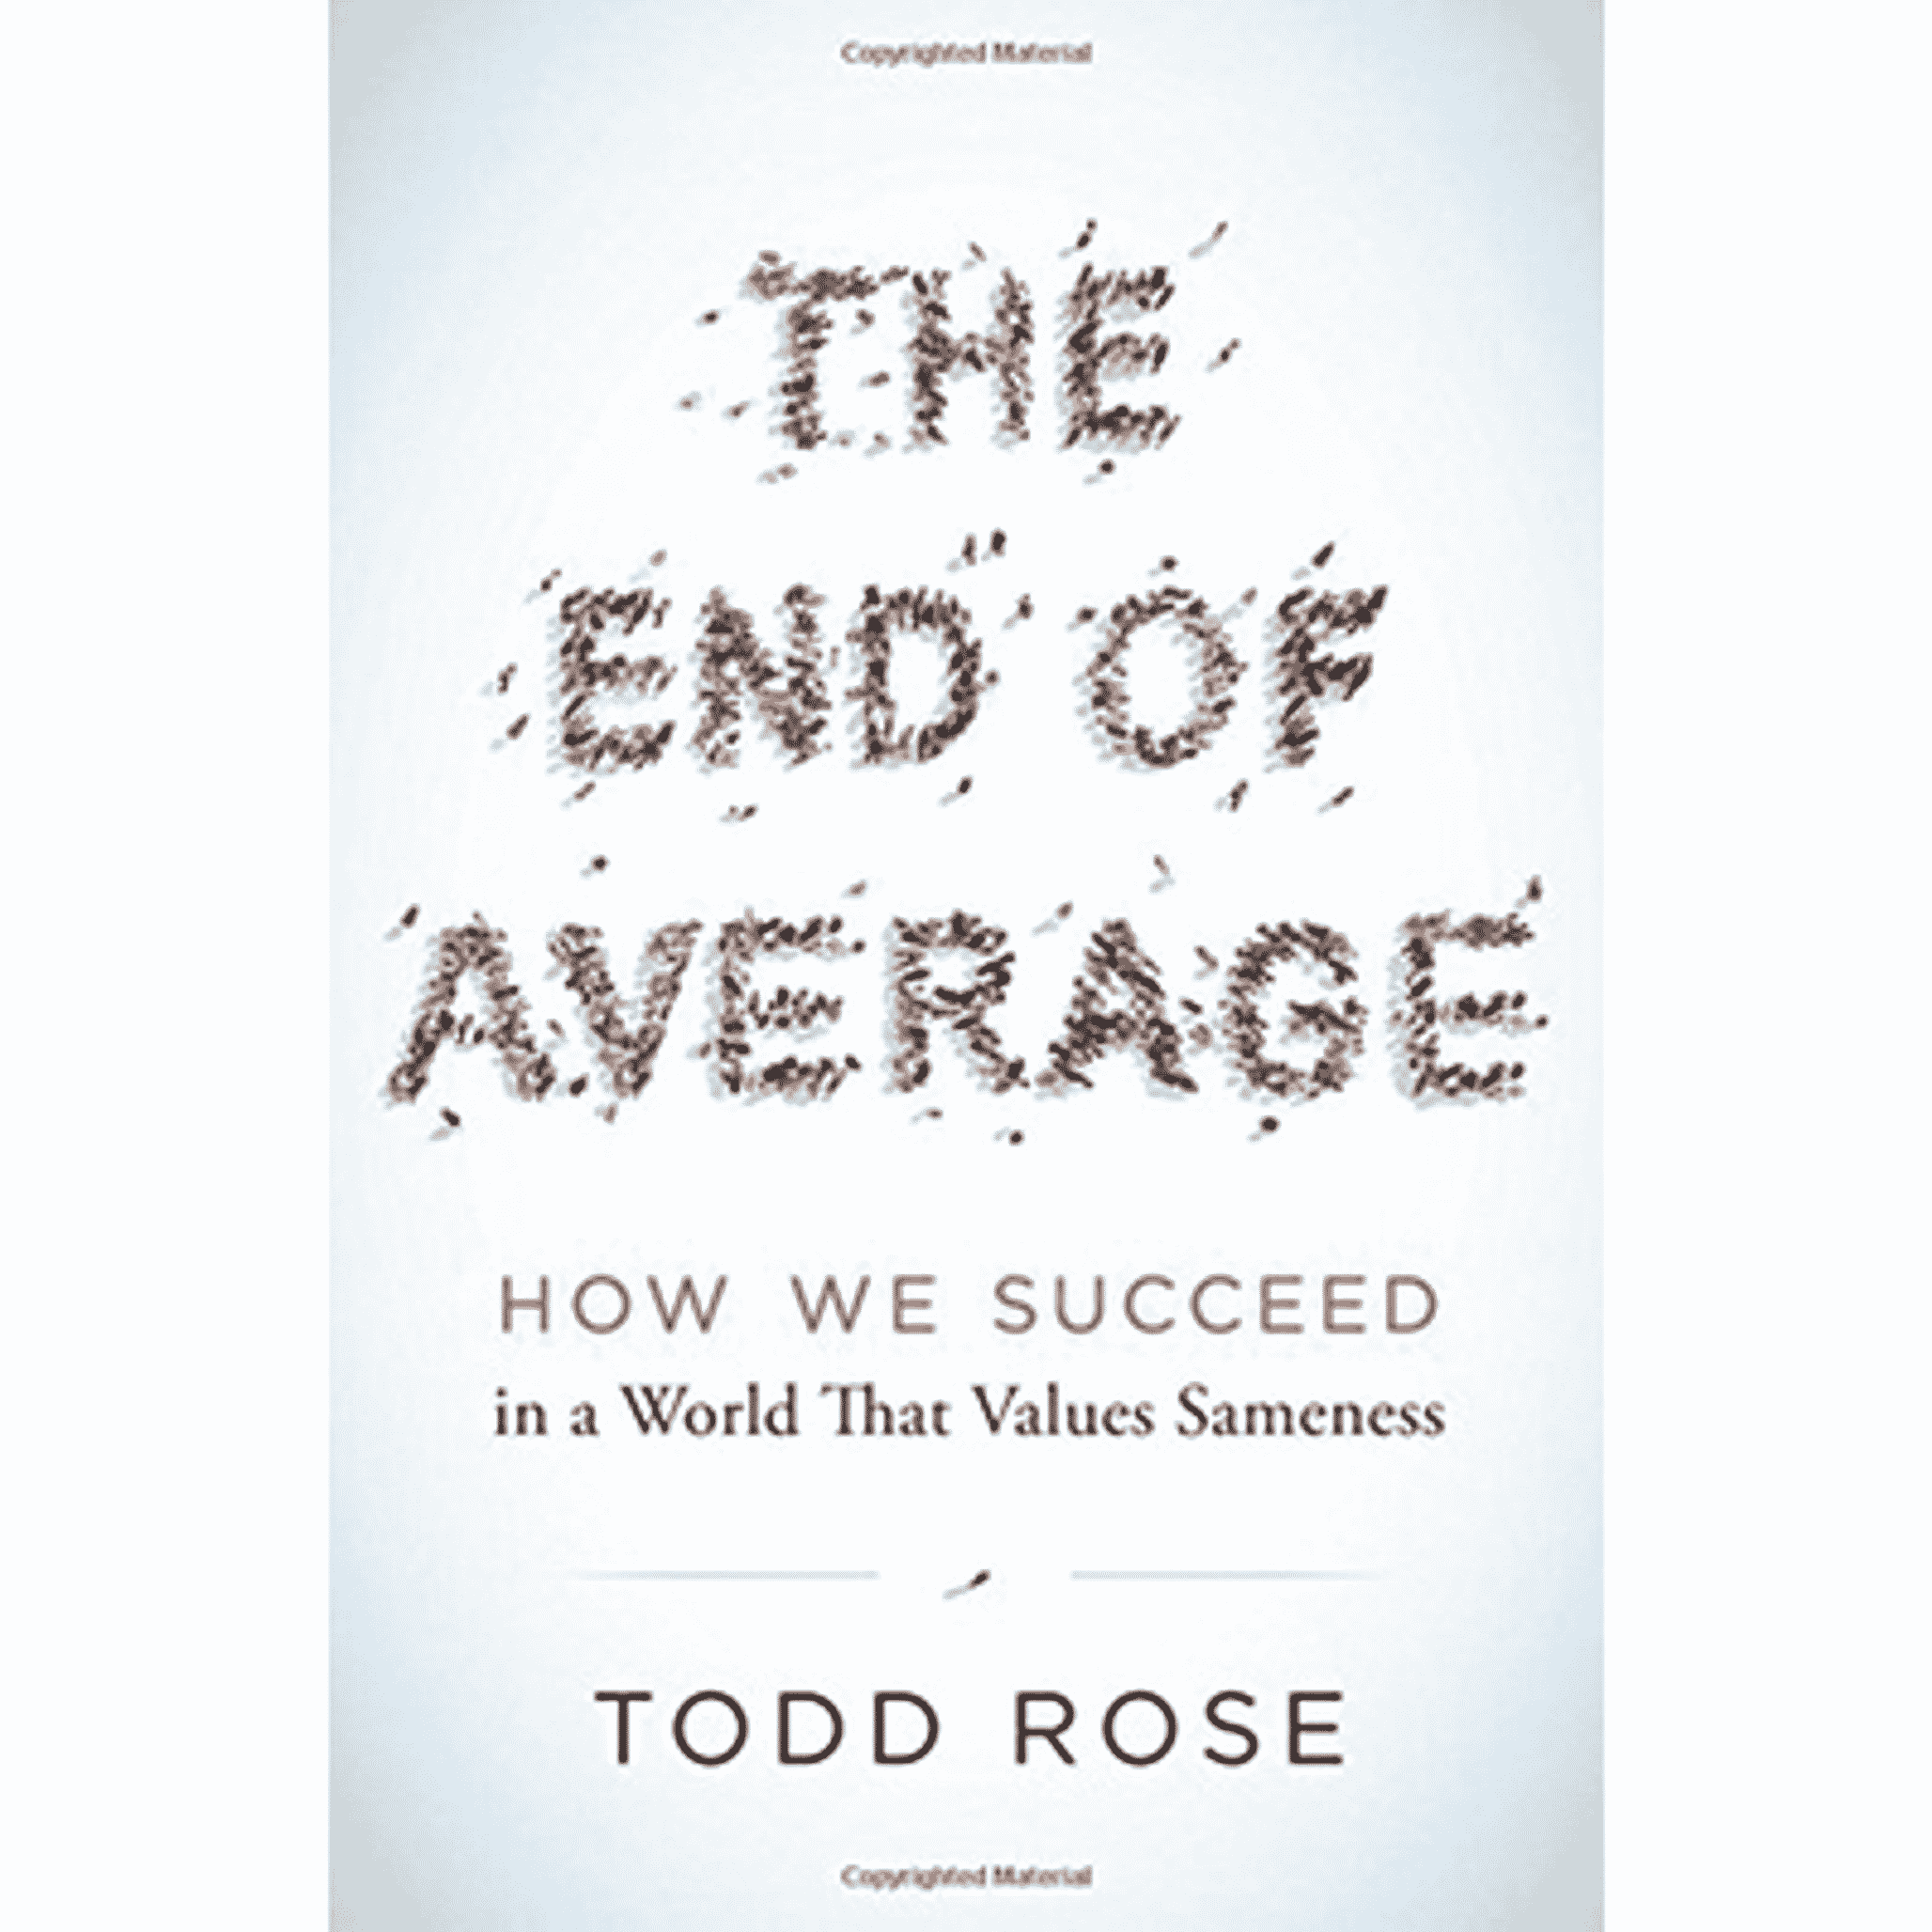 Copyrighted Material
THE
END OF
AVERAGE
HOW WE SUCCEED
in a World That Values Sameness
TODD ROSE
Copyrighted Material